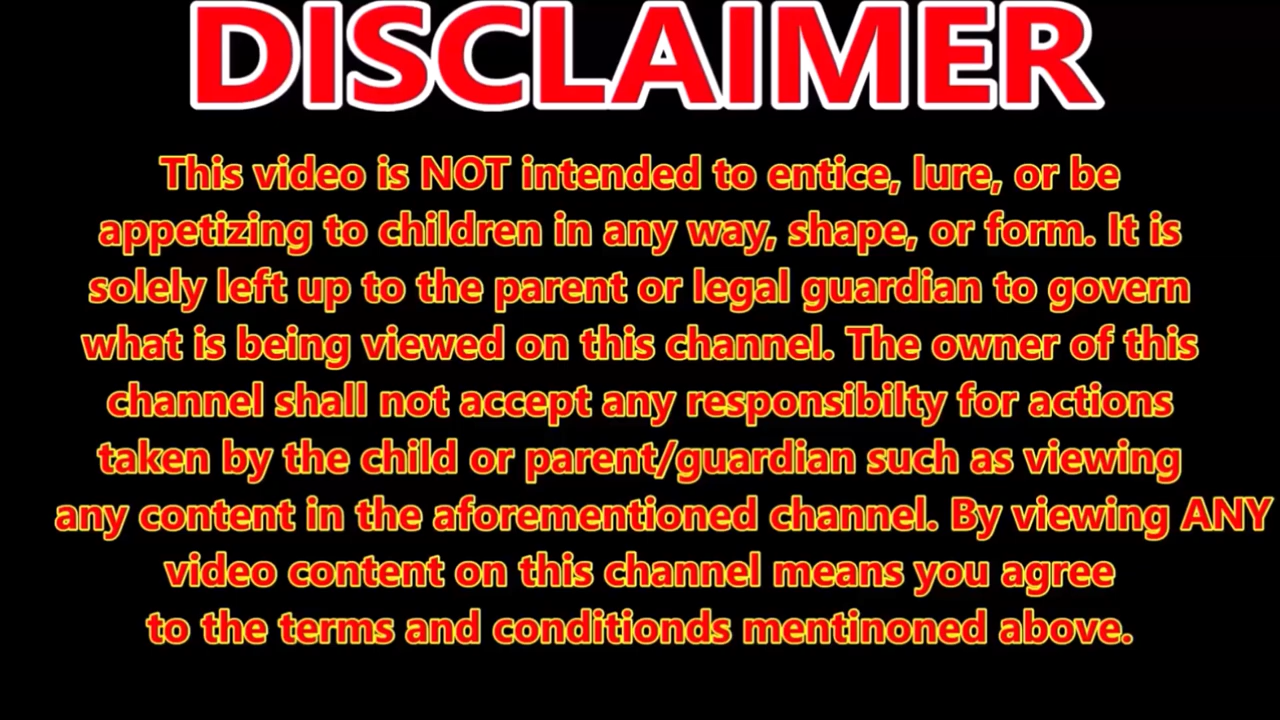 DISCLAIMER
This video is NOT intended to entice, lure, or be
appetizing to children in any way, shape, or form. It is
solely left up to the parent or legal guardian to govern
what is being viewed on this channel. The owner of this
channel shall not accept any responsibilty for actions
taken by the child or parent/guardian such as viewing
any content in the aforementioned channel. By viewing ANY
video content on this channel means you agree
to the terms and conditionds mentinoned above.